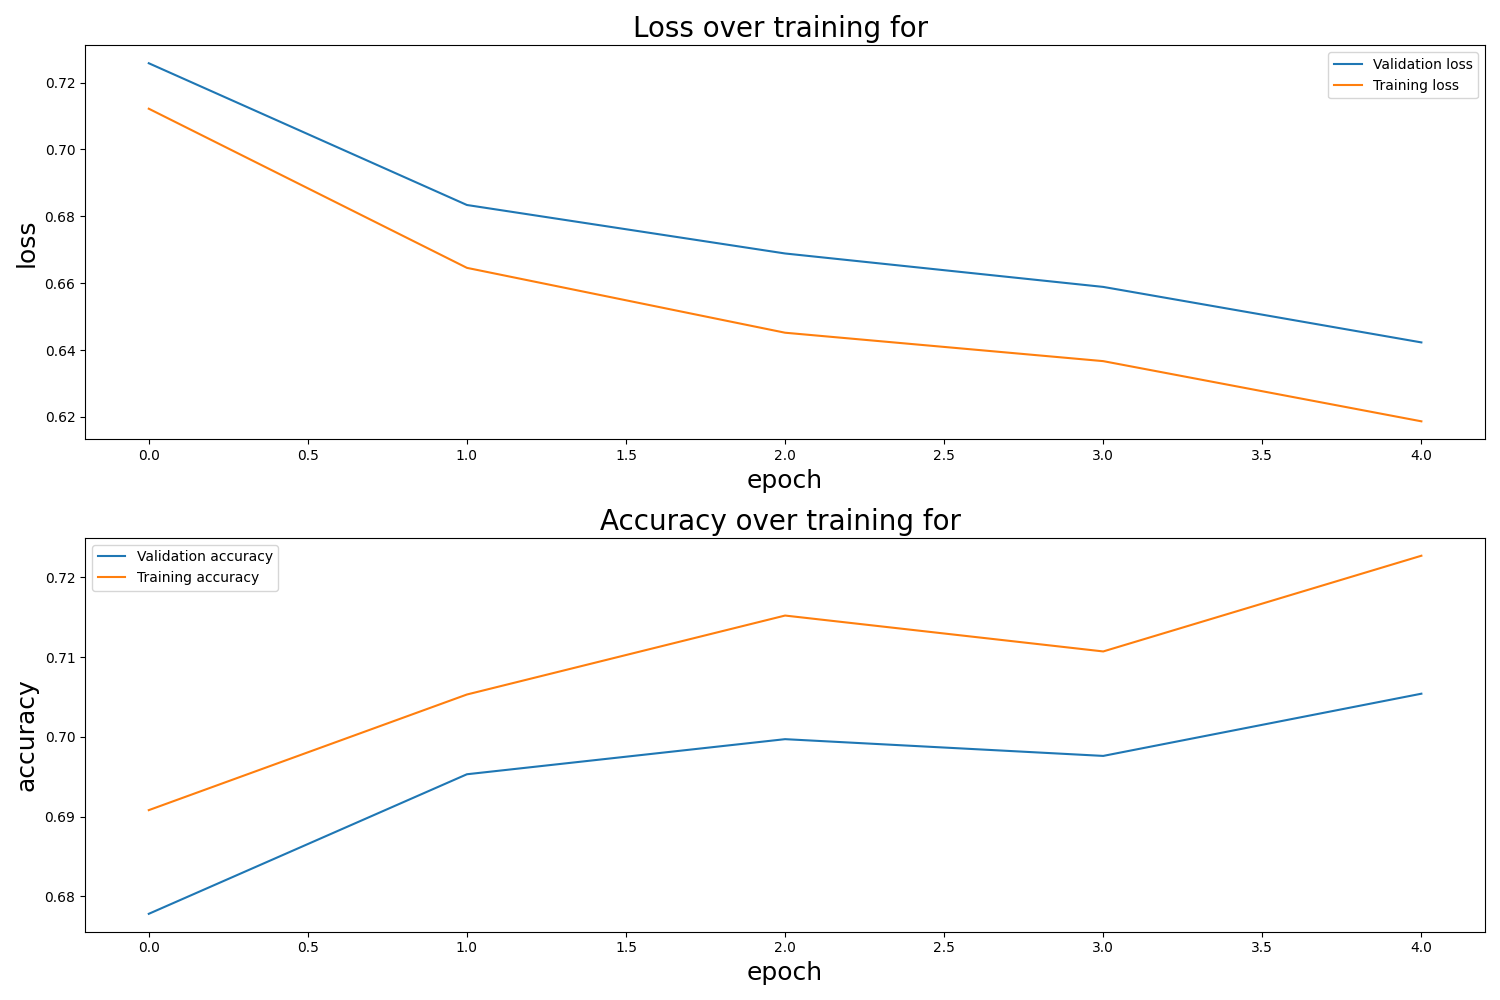 Loss over training for
Validation loss
Training loss
0.72
0.70
0.68
0.66
0.64
0.62
loss
0.0 0.5 1.0 1.5 2.0 2.5 3.0 3.5 4.0
epoch
Accuracy over training for
Validation accuracy
Training accuracy
0.72
0.71
0.70
0.69
0.68
accuracy
0.0 0.5 1.0 1.5 2.0 2.5 3.0 3.5 4.0
epoch